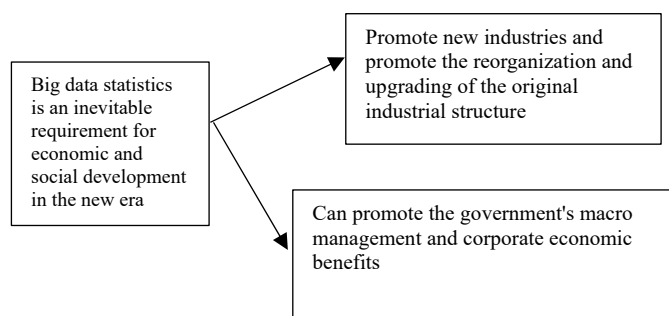 Big data statistics
is an inevitable
requirement for
economic and
social development
in the new era
Promote new industries and
promote the reorganization and
upgrading of the original
industrial structure
Can promote the government's macro
management and corporate economic
benefits